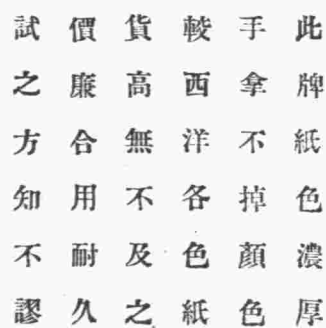 此牌紙色濃厚
手拿不掉顏色
較西洋各色紙
貨高無不及之
價廉合用耐久
試之方知不謬